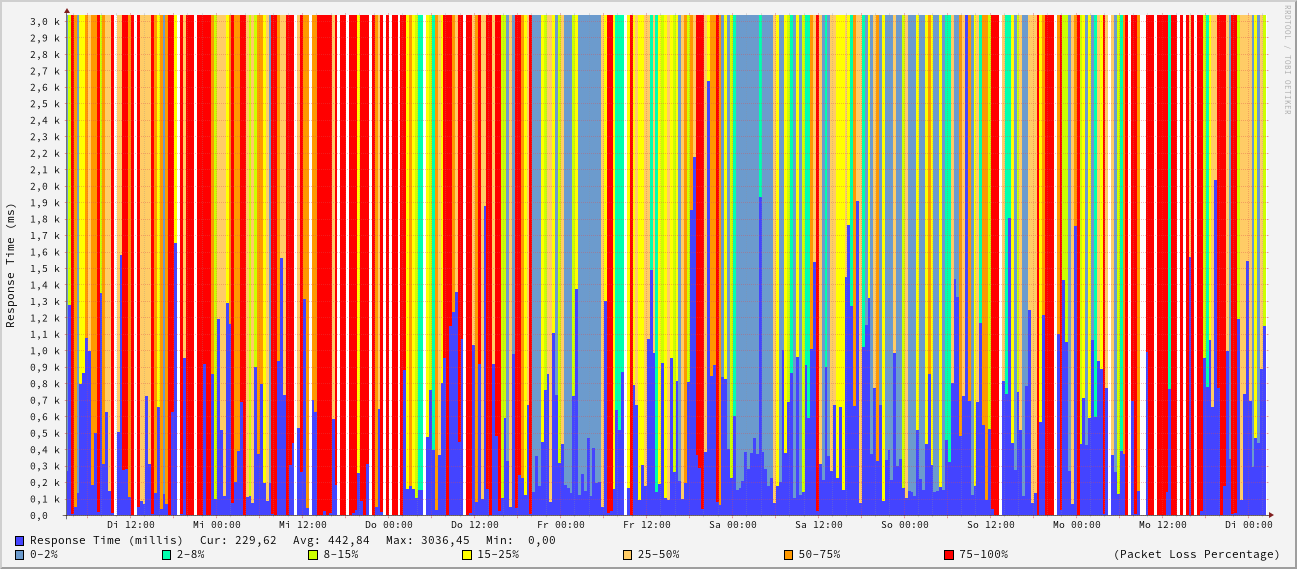 RRDTOOL / TOBI OETIKER
Response Time (ms)
3,0 k
2,9 k
2,8 k
2,7 k
2,6 k
2,5 k
2,4 k
2,3 k
2,2 k
2,1 k
2,0 k
1,9 k
1,8 k
1,7 k
1,6 k
1,5 k
1,4 k
1,3 k
1,2 k
1,1 k
1,0 k
0,9 k
0,8 k
0,7 k
0,6 k
0,5 k
0,4 k
0,3 k
0,2 k
0,1 k
0,0
Di 12:00 Mi 00:00 Mi 12:00 Do 00:00 Do 12:00 Fr 00:00 Fr 12:00 Sa 00:00 Sa 12:00 So 00:00 So 12:00 Mo 00:00 Mo 12:00 Di 00:00
Response Time (millis) Cur: 229,62 Avg: 442,84 Max: 3036,45 Min: 0,00
0-2% 2-8% 8-15% 15-25% 25-50% 50-75% 75-100% (Packet Loss Percentage)